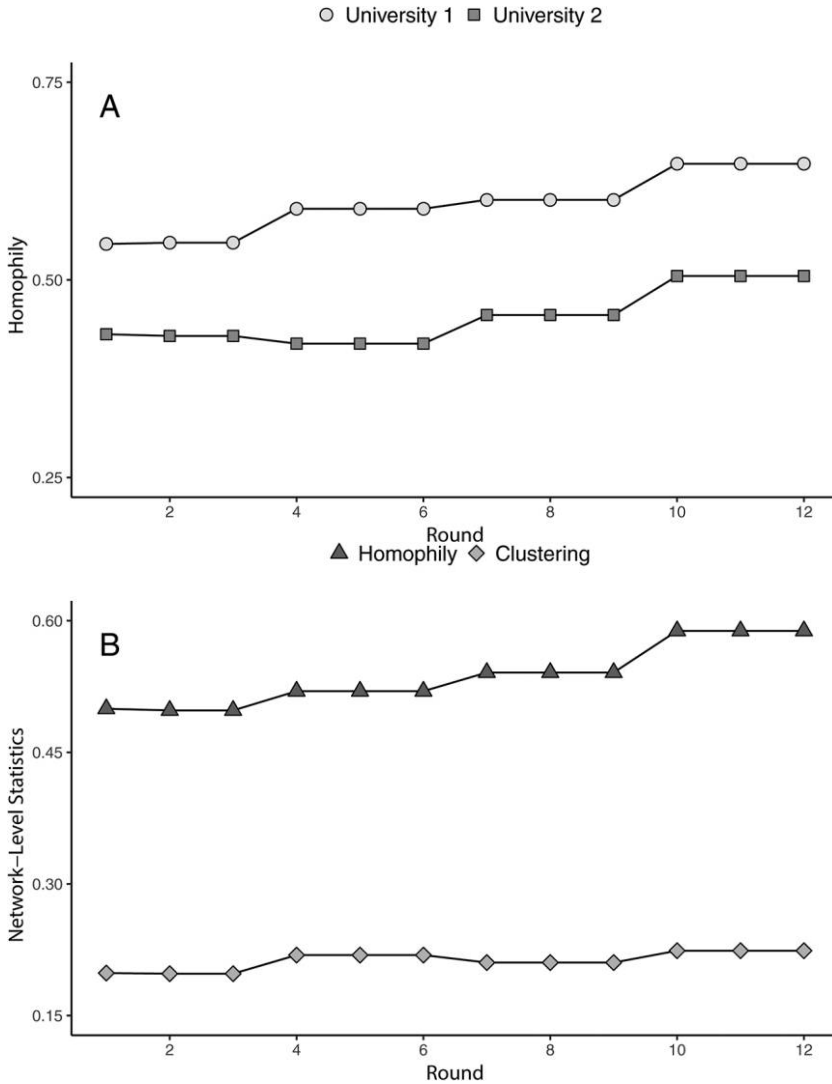 University 1 University 2
A
0.75
0.50
0.25
Homophily
2 4 6 8 10 12
Round
Homophily Clustering
B
0.60
0.45
0.30
0.15
Network-Level Statistics
2 4 6 8 10 12
Round